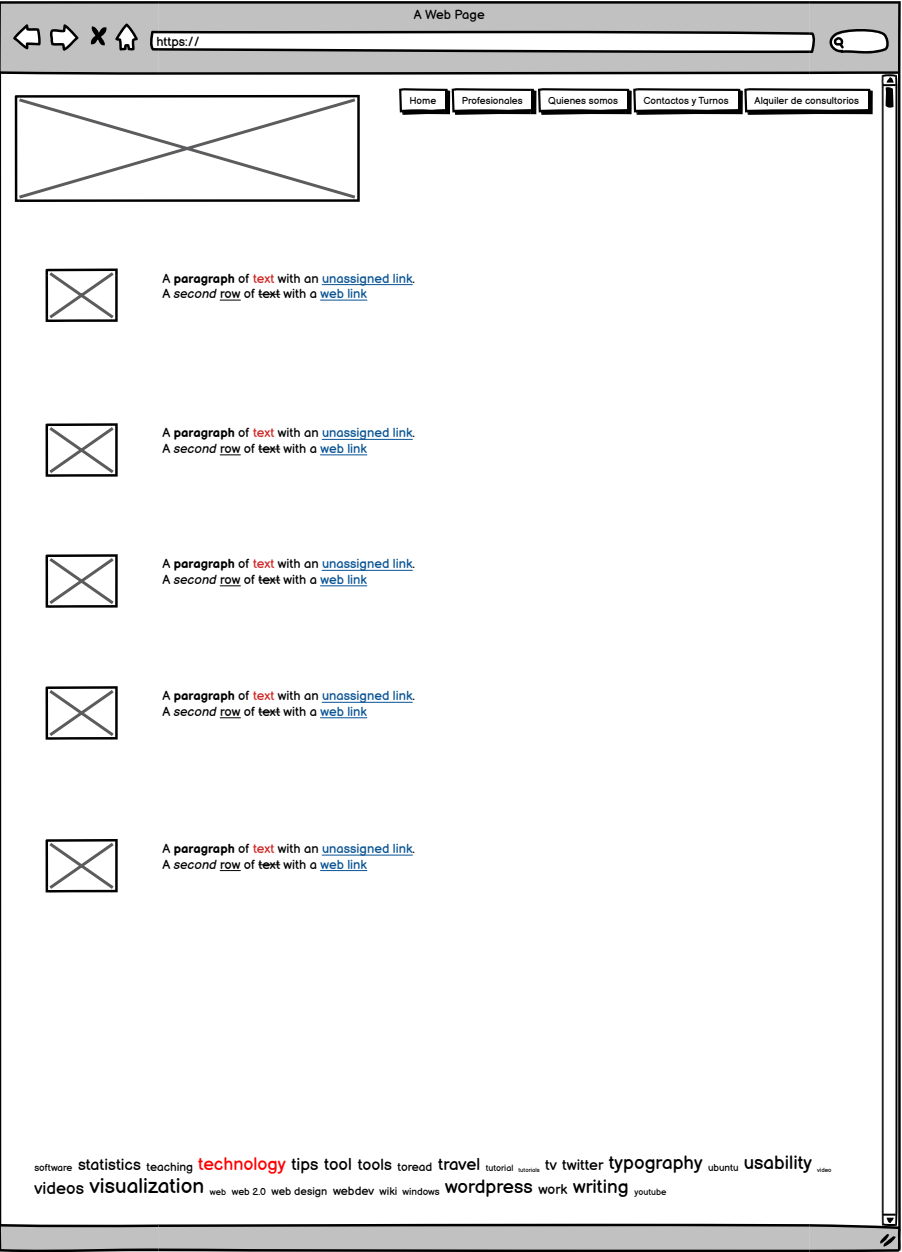 A Web Page
https://
Home Profesionales Quienes somos Contactos y Turnos Alquiler de consultorios
A paragraph of text with an unassigned link.
A second row of text with a web link
A paragraph of text with an unassigned link.
A second row of text with a web link
A paragraph of text with an unassigned link.
A second row of text with a web link
A paragraph of text with an unassigned link.
A second row of text with a web link
A paragraph of text with an unassigned link.
A second row of text with a web link
software statistics teaching technology tips tool tools toread travel tutorial tutorials tv twitter typography ubuntu usability video
videos visualization web web 2.0 web design webdev wiki windows wordpress work writing youtube